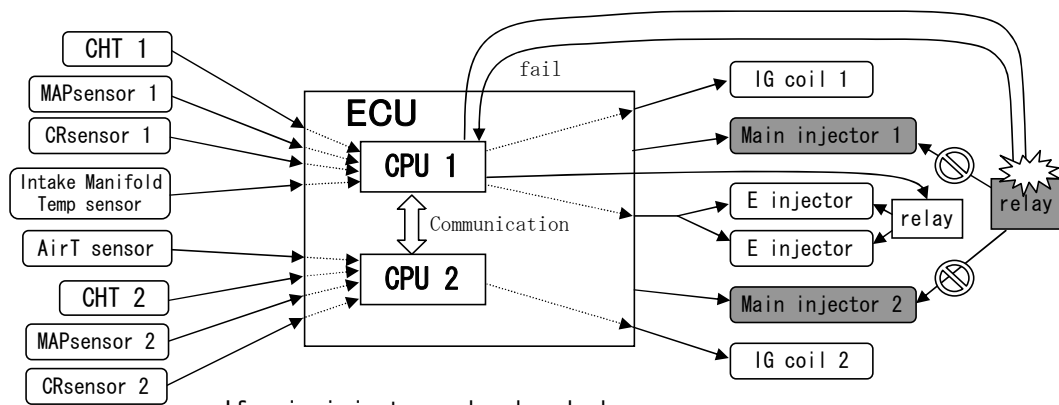 CHT 1
MAPsensor 1
CRsensor 1
Intake Manifold
Temp sensor
AirT sensor
CHT 2
MAPsensor 2
CRsensor 2
ECU
CPU 1
Communication
CPU 2
fail
IG coil 1
Main injector 1
E injector
E injector
relay
relay
Main injector 2
IG coil 2